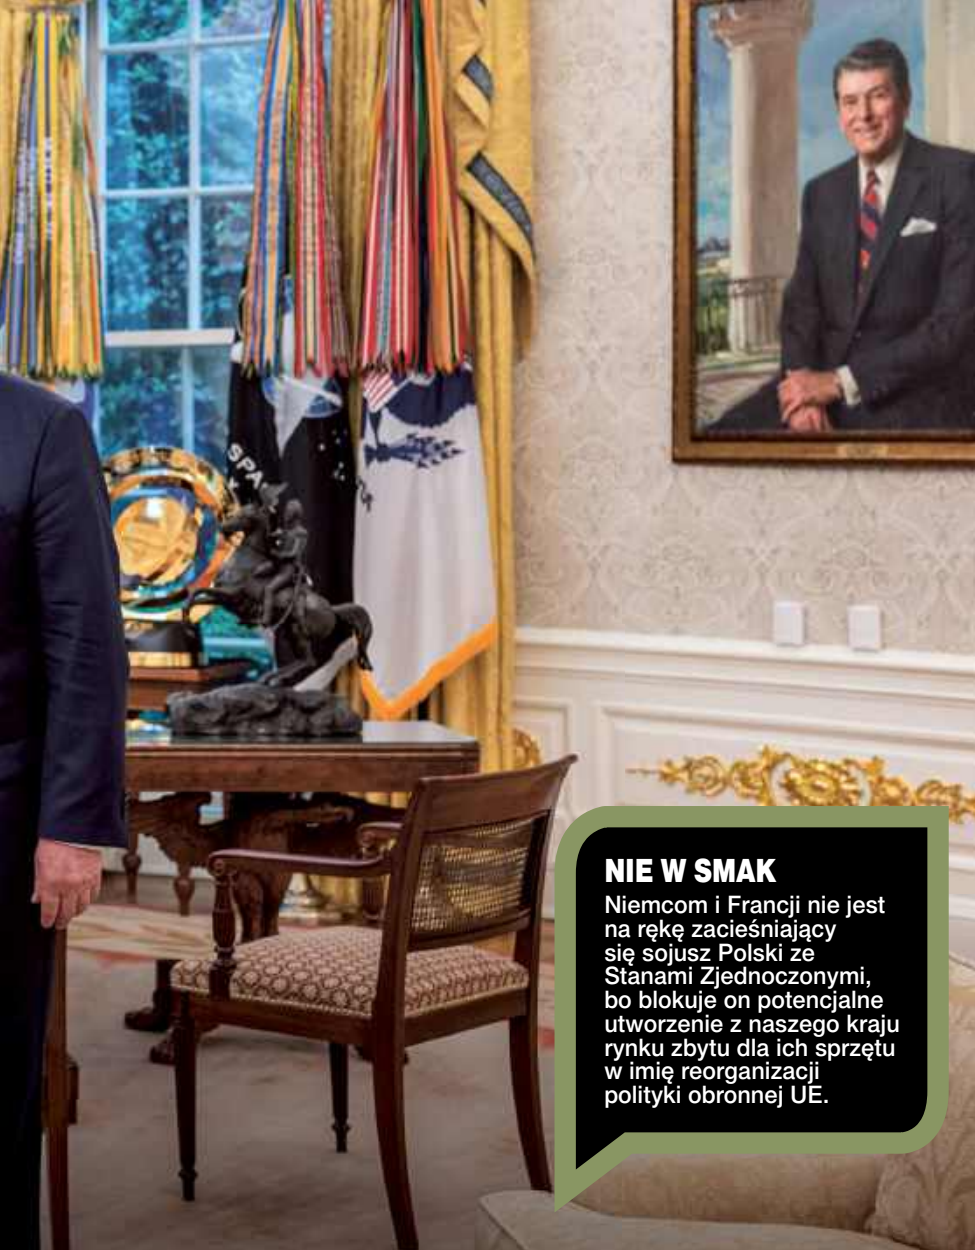 SPA
NIE W SMAK
Niemcom i Francji nie jest
na rękę zacieśniający
się sojusz Polski ze
Stanami Zjednoczonymi,
bo blokuje on potencjalne
utworzenie z naszego kraju
rynku zbytu dla ich sprzętu
w imię reorganizacji
polityki obronnej UE.